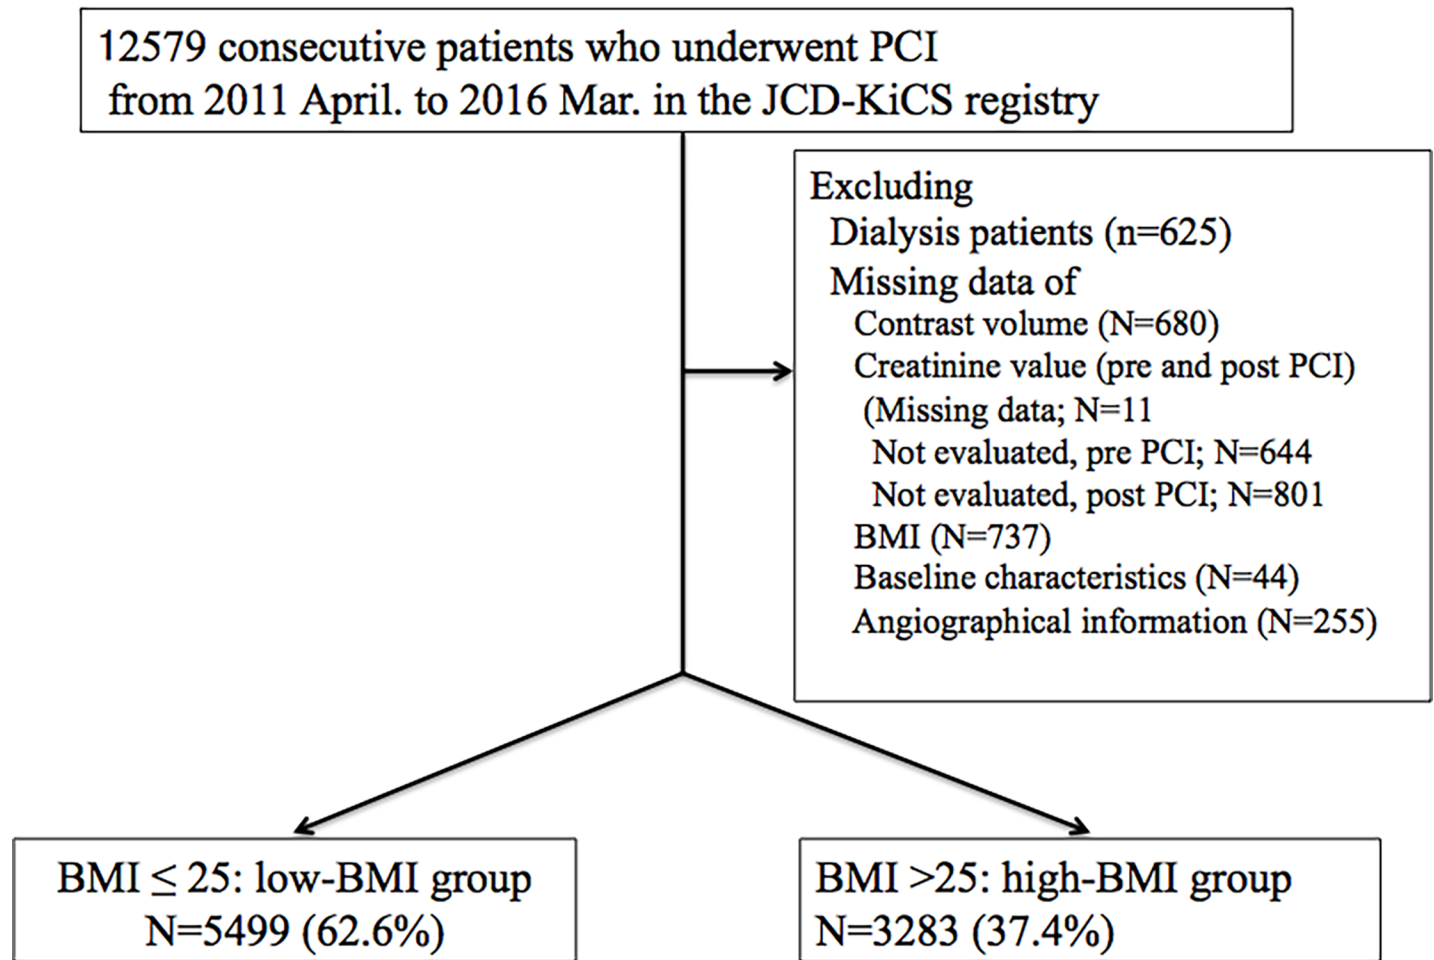 12579 consecutive patients who underwent PCI
from 2011 April. to 2016 Mar. in the JCD-KiCS registry
Excluding
Dialysis patients (n=625)
Missing data of
Contrast volume (N=680)
Creatinine value (pre and post PCI)
(Missing data; N=11
Not evaluated, pre PCI; N=644
Not evaluated, post PCI; N=801
BMI (N=737)
Baseline characteristics (N=44)
Angiographical information (N=255)
BMI ≤ 25: low-BMI group
N=5499 (62.6%)
BMI >25: high-BMI group
N=3283 (37.4%)